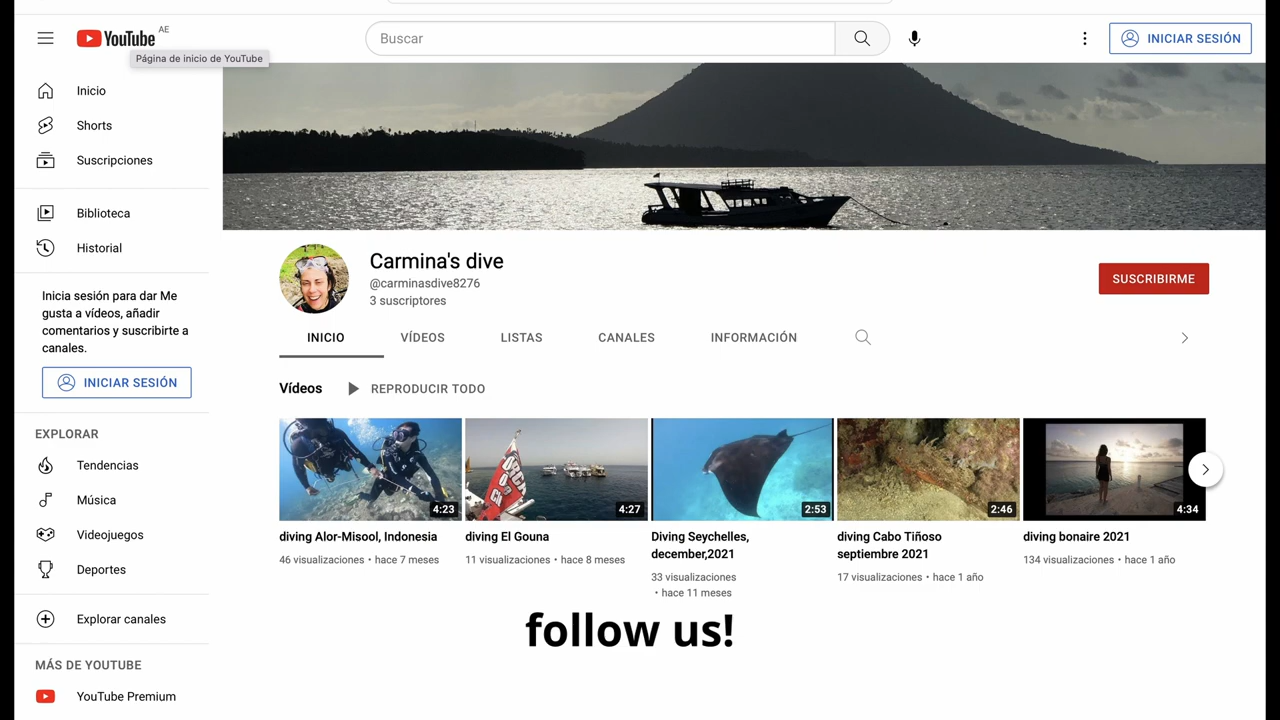 YouTube AE
Buscar
INICIAR SESIÓN
Página de inicio de YouTube
Inicio
Shorts
Suscripciones
Biblioteca
Historial
Inicia sesión para dar Me
gusta a vídeos, añadir
comentarios y suscribirte a
canales.
INICIAR SESIÓN
EXPLORAR
Tendencias
Música
Videojuegos
Deportes
Explorar canales
MÁS DE YOUTUBE
YouTube Premium
Carmina's dive
@carminasdive8276
3 suscriptores
SUSCRIBIRME
INICIO VÍDEOS LISTAS CANALES INFORMACIÓN
Vídeos REPRODUCIR TODO
4:23
diving Alor-Misool, Indonesia
46 visualizaciones • hace 7 meses
4:27
diving El Gouna
11 visualizaciones • hace 8 meses
2:53
Diving Seychelles,
december,2021
33 visualizaciones
• hace 11 meses
2:46
diving Cabo Tiñoso
septiembre 2021
17 visualizaciones • hace 1 año
4:34
diving bonaire 2021
134 visualizaciones • hace 1 año
follow us!